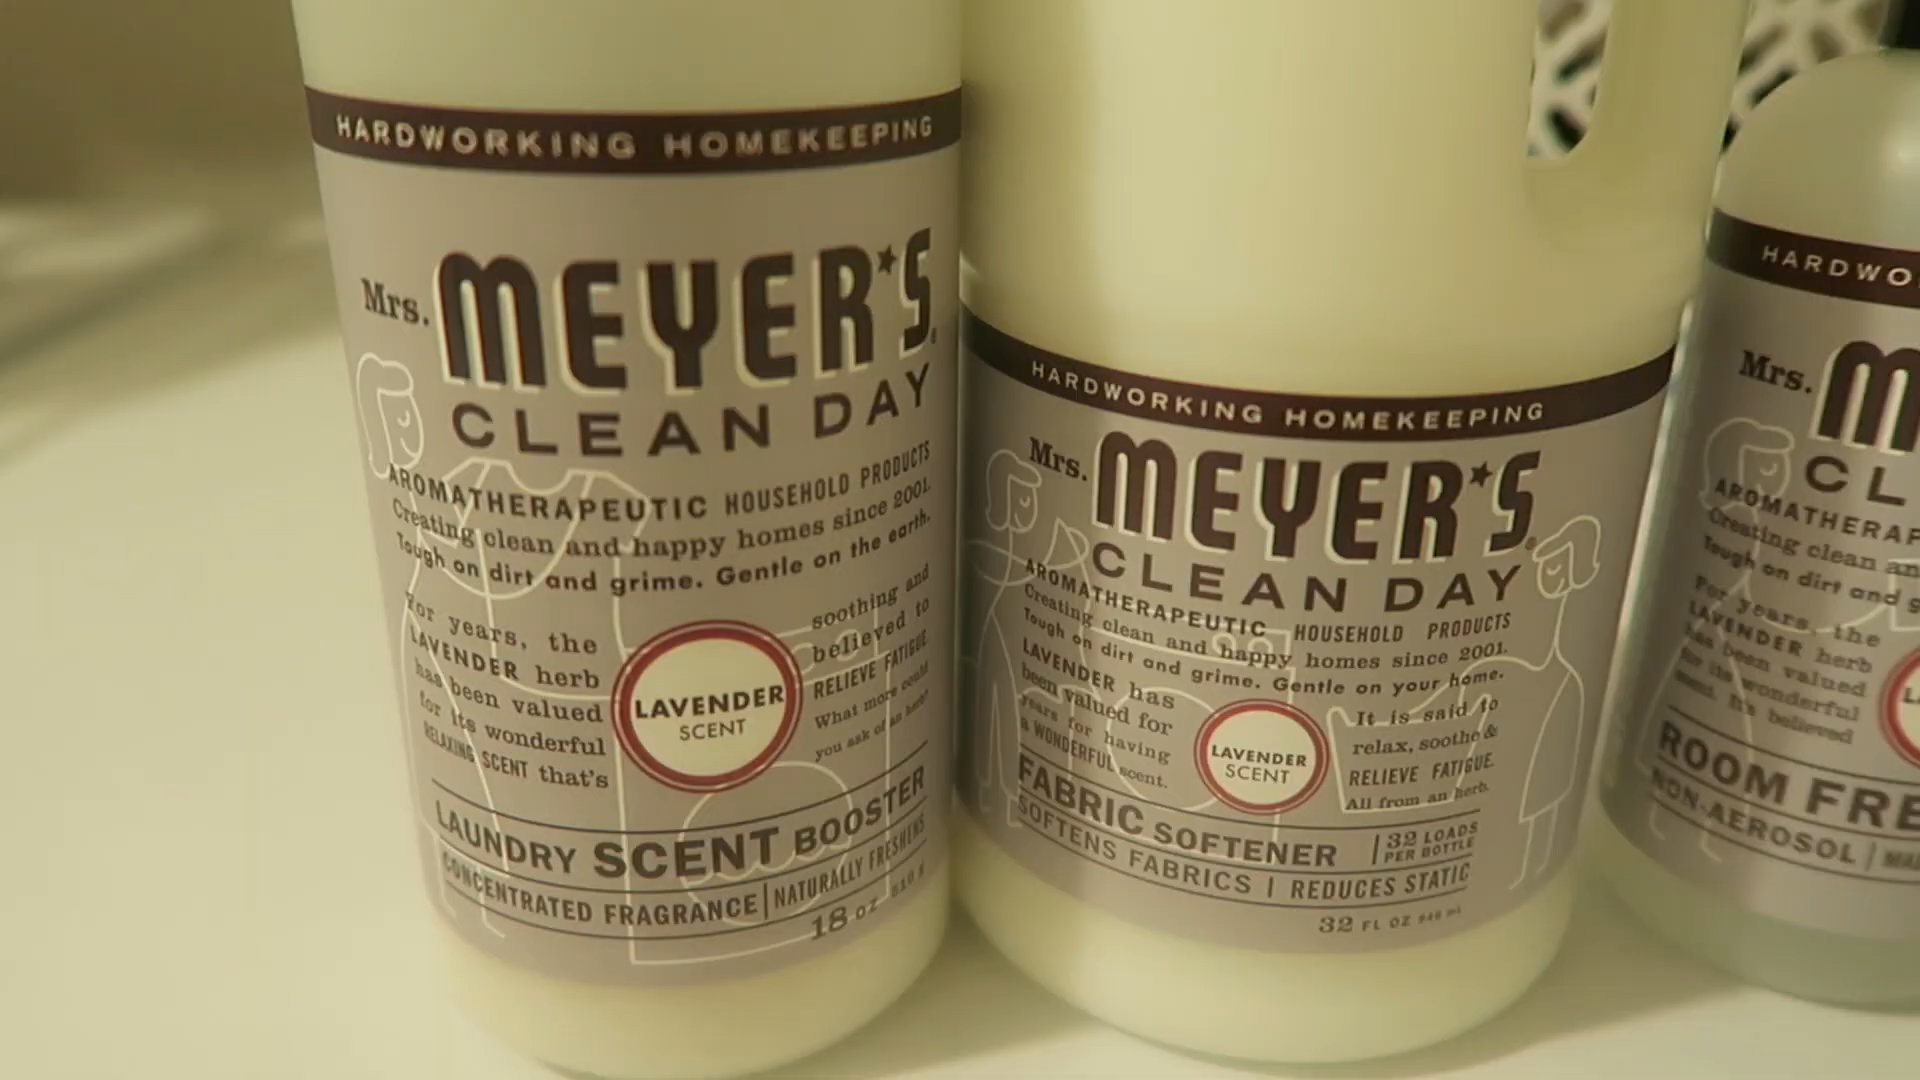 HARDWORKING HOMEKEEPING
Mrs. MEYER'S
CLEAN DAY
AROMATHERAPEUTIC HOUSEHOLD PRODUCTS
Creating clean and happy homes since 2001.
Tough on dirt and grime. Gentle on the earth.
For years, the
LAVENDER herb
has been valued
for its wonderful
RELAXING SCENT that's
LAVENDER
SCENT
soothing and
believed to
RELIEVE FATIGUE.
What more could
you ask of an herb?
LAUNDRY SCENT BOOSTER
CONCENTRATED FRAGRANCE | NATURALLY FRESHENS
18 OZ 510 g
HARDWORKING HOMEKEEPING
Mrs. MEYER'S
CLEAN DAY
AROMATHERAPEUTIC HOUSEHOLD PRODUCTS
Creating clean and happy homes since 2001.
Tough on dirt and grime. Gentle on your home.
LAVENDER has
been valued for
years for having
a WONDERFUL scent.
LAVENDER
SCENT
It is said to
relax, soothe &
RELIEVE FATIGUE.
All from an herb.
FABRIC SOFTENER | 32 LOADS
PER BOTTLE
SOFTENS FABRICS | REDUCES STATIC
32 FL OZ 946 mL
HARDWO
Mrs. M
CL
AROMATHERAP
Creating clean an
Tough on dirt and g
For years, the
LAVENDER herb
has been valued
for its wonderful
scent. It's believed
L
ROOM FRE
NON-AEROSOL |